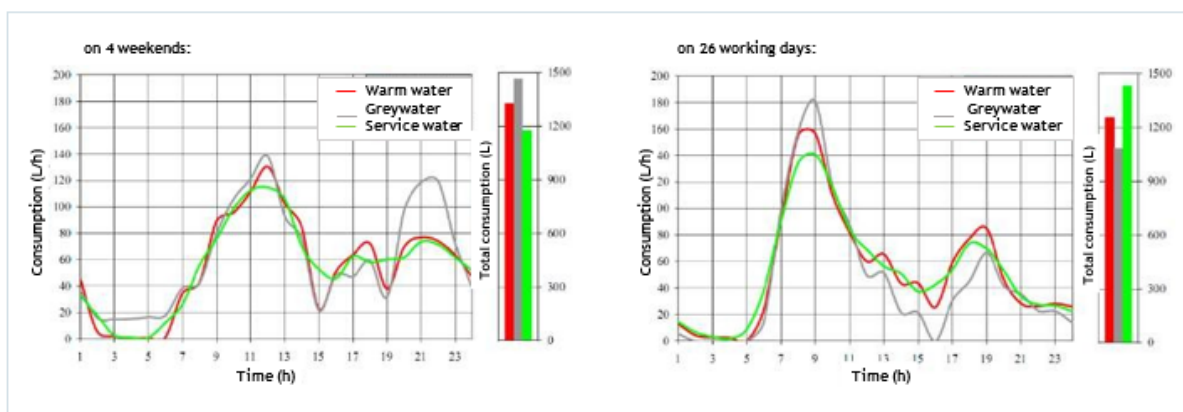 on 4 weekends:
200
180
160
140
120
100
80
60
40
20
0
Consumption (L/h)
Warm water
Greywater
Service water
1 3 5 7 9 11 13 15 17 19 21 23
Time (h)
Total consumption (L)
1500
1200
900
600
300
0
on 26 working days:
200
180
160
40
120
00
80
60
40
20
0
Consumption (L/h)
Warm water
Greywater
Service water
1 3 5 7 9 11 13 15 17 19 21 23
Time (h)
Total consumption (L)
1500
1200
900
600
300
0